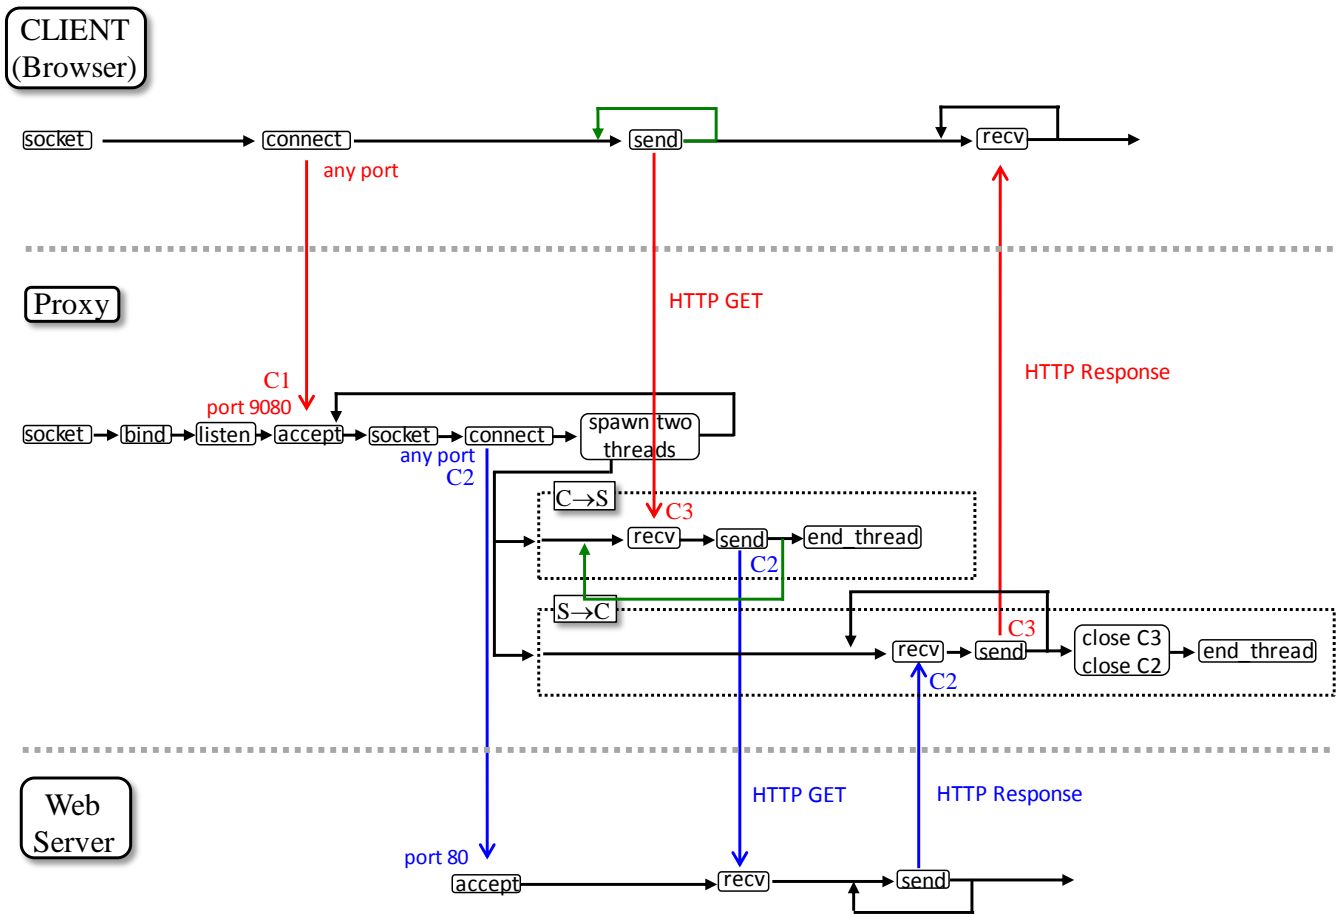 CLIENT
(Browser)
socket
connect
send
recv
any port
Proxy
HTTP GET
HTTP Response
C1
port 9080
socket
bind
listen
accept
socket
connect
spawn two
threads
any port
C2
C→S
C3
recv
send
end_thread
C2
S→C
C3
recv
send
close C3
close C2
end_thread
C2
Web
Server
HTTP GET
HTTP Response
port 80
accept
recv
send